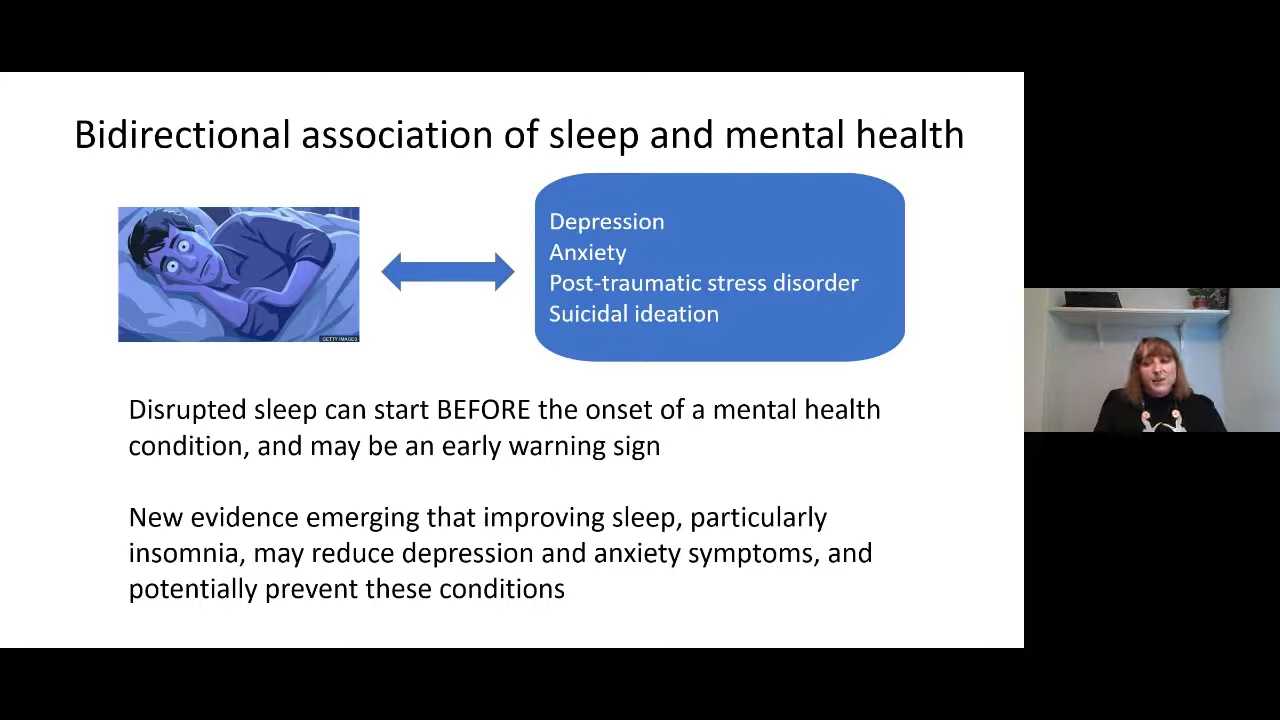 Bidirectional association of sleep and mental health
Depression
Anxiety
Post-traumatic stress disorder
Suicidal ideation
GETTY IMAGES
Disrupted sleep can start BEFORE the onset of a mental health
condition, and may be an early warning sign
New evidence emerging that improving sleep, particularly
insomnia, may reduce depression and anxiety symptoms, and
potentially prevent these conditions